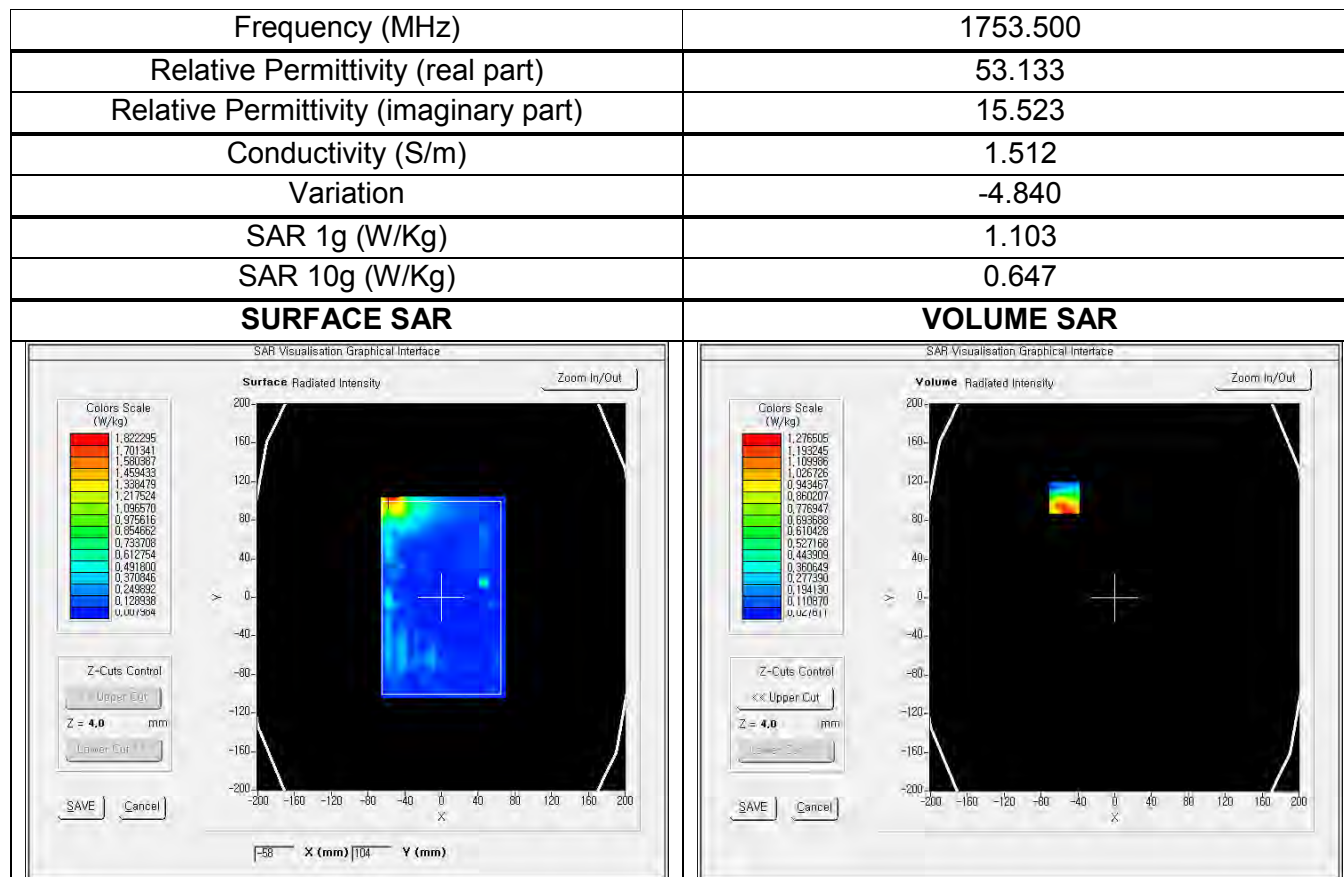 Frequency (MHz) 1753.500
Relative Permittivity (real part) 53.133
Relative Permittivity (imaginary part) 15.523
Conductivity (S/m) 1.512
Variation -4.840
SAR 1g (W/Kg) 1.103
SAR 10g (W/Kg) 0.647
SURFACE SAR VOLUME SAR
SAR Visualisation Graphical Interface
Surface Radiated Intensity
Zoom In/Out
Colors Scale
(W/kg)
1,822295
1,701341
1,580387
1,459433
1,338479
1,217524
1,096570
0,975616
0,854662
0,733708
0,612754
0,491800
0,370846
0,249892
0,128938
0,007984
200
160
120
80
40
0
-40
-80
-120
-160
-200
Y
-200 -160 -120 -80 -40 0 40 80 120 160 200
X
Z-Cuts Control
<< Upper Cut
Z = 4.0 mm
Lower Cut >>
SAVE Cancel
-58 X (mm) 104 Y (mm)
SAR Visualisation Graphical Interface
Volume Radiated Intensity
Zoom In/Out
Colors Scale
(W/kg)
1,276505
1,193245
1,109986
1,026726
0,943467
0,860207
0,776947
0,693688
0,610428
0,527168
0,443909
0,360649
0,277390
0,194130
0,110870
0,027611
200
160
120
80
40
0
-40
-80
-120
-160
-200
Y
-200 -160 -120 -80 -40 0 40 80 120 160 200
X
Z-Cuts Control
<< Upper Cut
Z = 4.0 mm
Lower Cut >>
SAVE Cancel